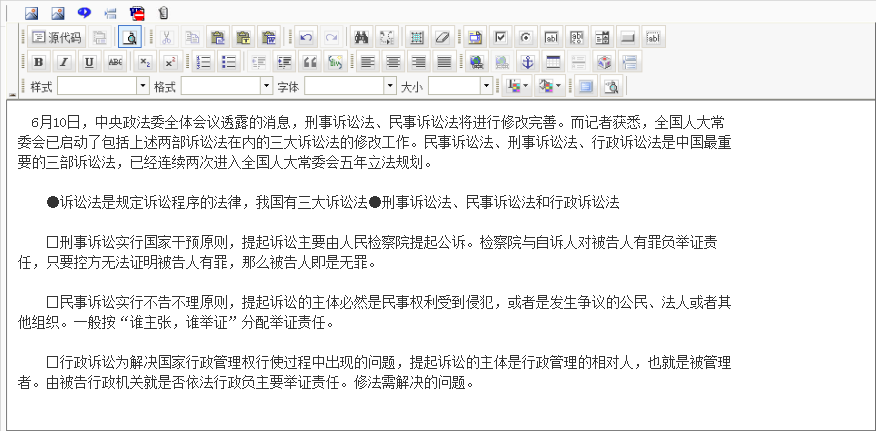 源代码
B I U ABC x₂ x²
样式 格式 字体 大小
6月10日，中央政法委全体会议透露的消息，刑事诉讼法、民事诉讼法将进行修改完善。而记者获悉，全国人大常
委会已启动了包括上述两部诉讼法在内的三大诉讼法的修改工作。民事诉讼法、刑事诉讼法、行政诉讼法是中国最重
要的三部诉讼法，已经连续两次进入全国人大常委会五年立法规划。
●诉讼法是规定诉讼程序的法律，我国有三大诉讼法●刑事诉讼法、民事诉讼法和行政诉讼法
□刑事诉讼实行国家干预原则，提起诉讼主要由人民检察院提起公诉。检察院与自诉人对被告人有罪负举证责
任，只要控方无法证明被告人有罪，那么被告人即是无罪。
□民事诉讼实行不告不理原则，提起诉讼的主体必然是民事权利受到侵犯，或者是发生争议的公民、法人或者其
他组织。一般按“谁主张，谁举证”分配举证责任。
□行政诉讼为解决国家行政管理权行使过程中出现的问题，提起诉讼的主体是行政管理的相对人，也就是被管理
者。由被告行政机关就是否依法行政负主要举证责任。修法需解决的问题。